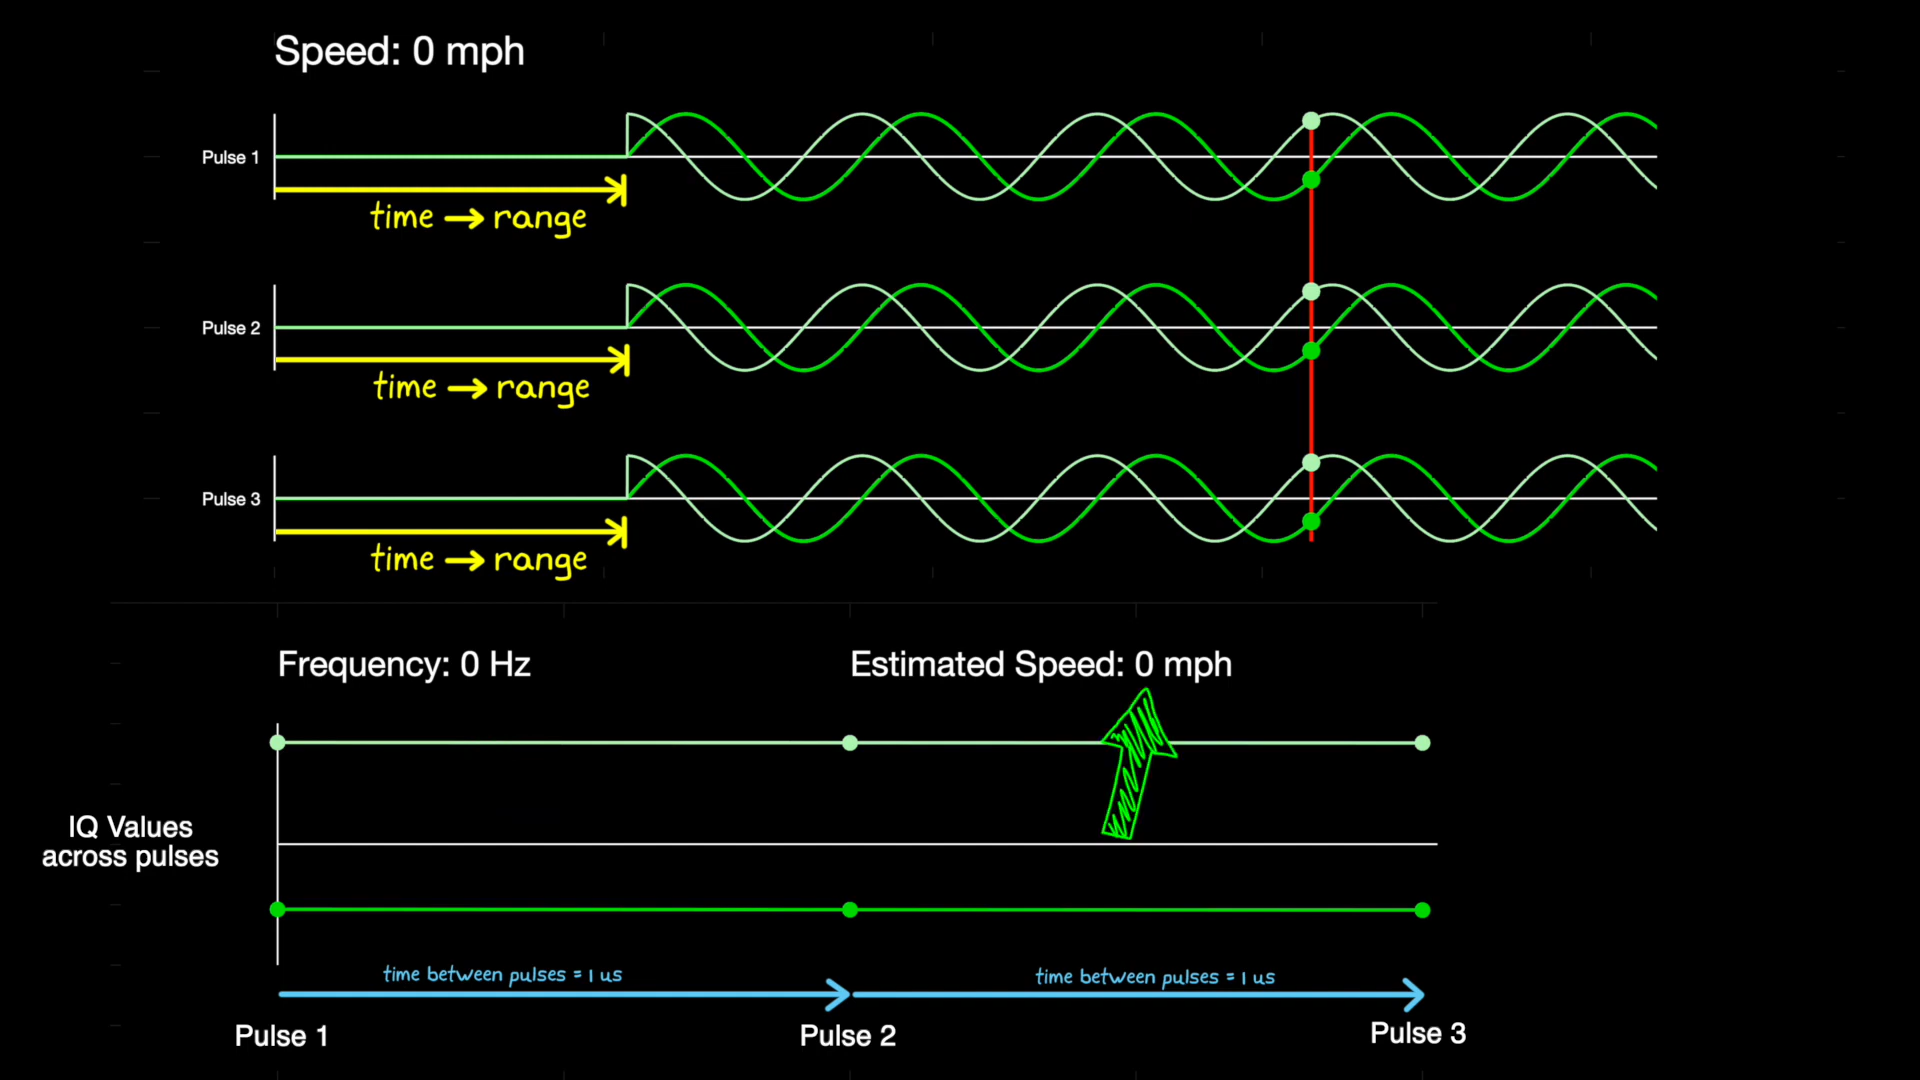 Speed: 0 mph
Pulse 1
time → range
Pulse 2
time → range
Pulse 3
time → range
Frequency: 0 Hz
Estimated Speed: 0 mph
IQ Values
across pulses
time between pulses = 1 us
time between pulses = 1 us
Pulse 1
Pulse 2
Pulse 3